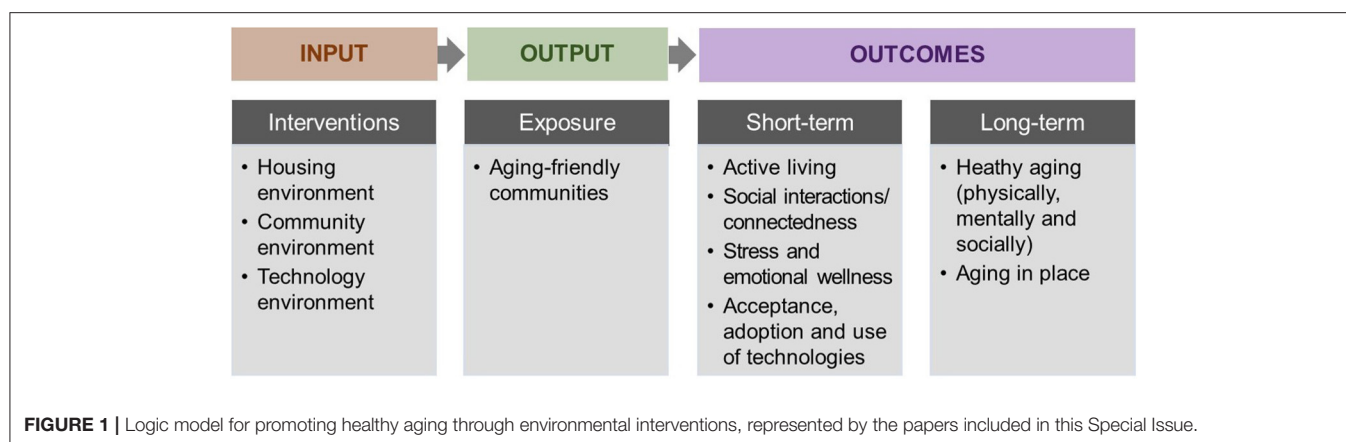 INPUT
OUTPUT
OUTCOMES
Interventions
• Housing
environment
• Community
environment
• Technology
environment
Exposure
• Aging-friendly
communities
Short-term
• Active living
• Social interactions/
connectedness
• Stress and
emotional wellness
• Acceptance,
adoption and use
of technologies
Long-term
• Heathy aging
(physically,
mentally and
socially)
• Aging in place
FIGURE 1 | Logic model for promoting healthy aging through environmental interventions, represented by the papers included in this Special Issue.